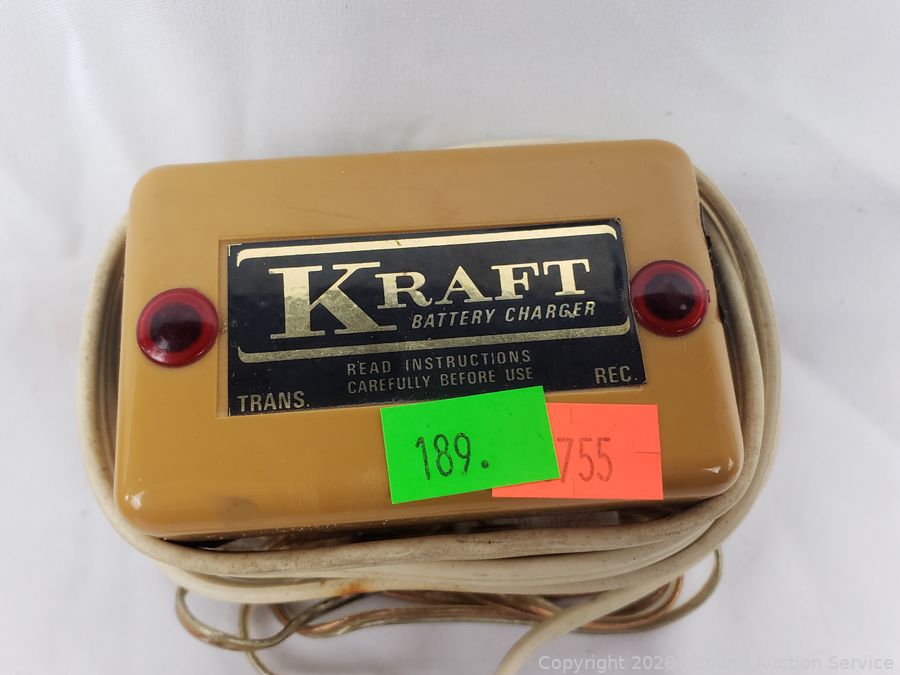 KRAFT
BATTERY CHARGER
READ INSTRUCTIONS
CAREFULLY BEFORE USE
TRANS.
REC.
189.
755
Copyright 2026 Sound Auction Service